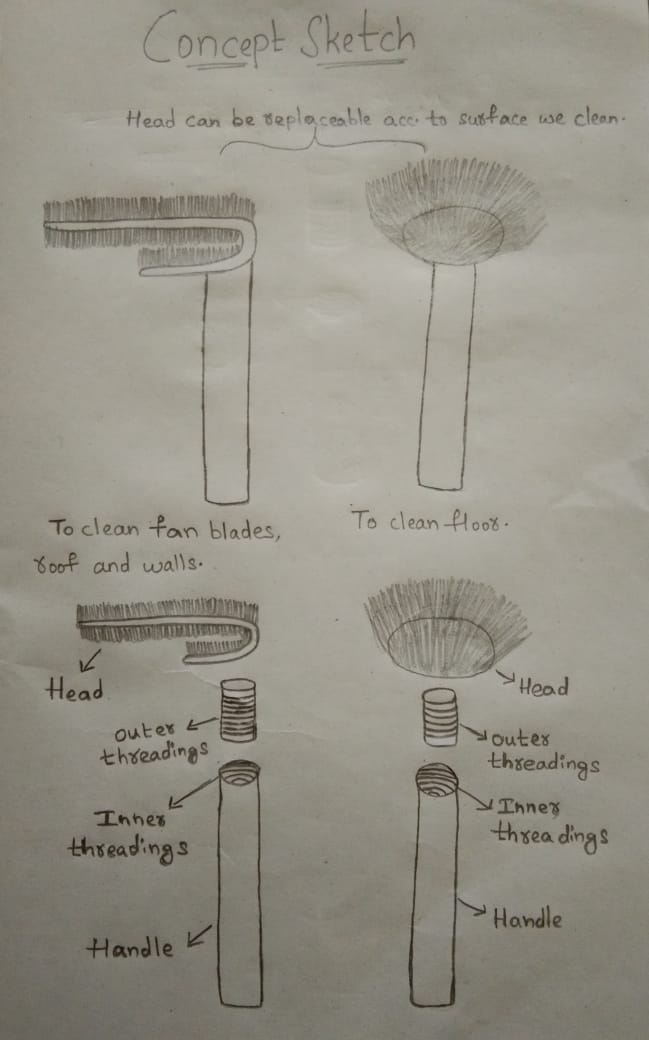 Concept Sketch
Head can be replaceable acc. to surface we clean.
To clean fan blades,
roof and walls.
To clean floor.
Head
outer
threadings
Inner
threadings
Handle
Head
outer
threadings
Inner
threadings
Handle